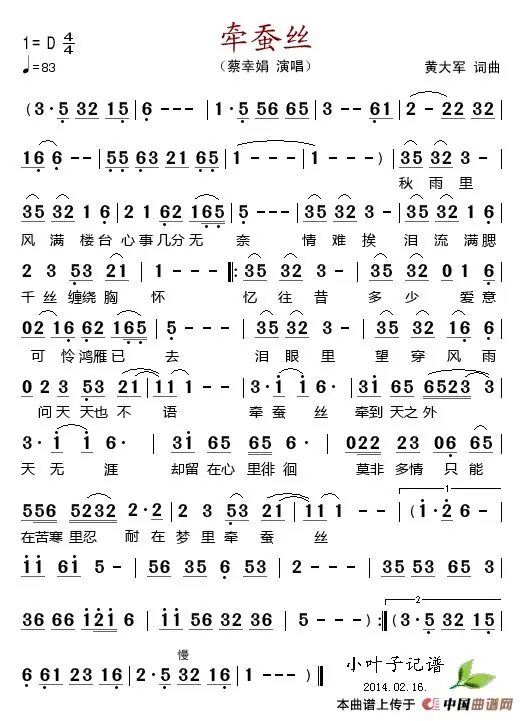 牵蚕丝
1= D 4/4
♩=83
（蔡幸娟 演唱）
黄大军 词曲
(3·5 32 15|6 - - -|1·5 56 65|3 - - 61|2 - - -|
16 6 - -|55 63 21 65|1 - - -|1 - - -)|35 32 3 -|
秋 雨 里
35 32 1 6|2 1 62 165|5 - - -|35 32 3 -|35 32 35|
风 满 楼 台 心 事 几 分 无 奈 情 难 挨 泪 流 满 腮
2 3 53 21|1 - - -‖:35 32 3 -|35 32 01 6|
千 丝 缠绕 胸 怀 忆 往 昔 多 少 爱 意
02 16 62 165|5 - - -|35 32 3 -|35 32 16 6|
可 怜 鸿雁 已 去 泪 眼 里 望 穿 风 雨
02 3 53 211|11 1 - -|3·1 1 6·|31 65 6523 3|
问 天 天也 不 语 牵 蚕 丝 牵到 天 之 外
3·1 1 6·|31 65 56 65|022 23 06 65|
天 无 涯 却留 在心 里徘 徊 莫非 多情 只 能
556 5232 2·2|2 3 53 211|11 1 - -|(1·2 6 -|
在苦寒 里忍 耐 在 梦 里 牵 蚕 丝
1
11 61 65 5 -|56 35 6 -|2 - - -|35 53 65 3|
36 66 121 6|11 56 32 36|5 - - 2):‖(3·5 32 15|
2
6 61 23 16|2·5 32 16|1 - - -)‖
慢
小叶子记谱
2014.02.16.
本曲谱上传于 中国曲谱网